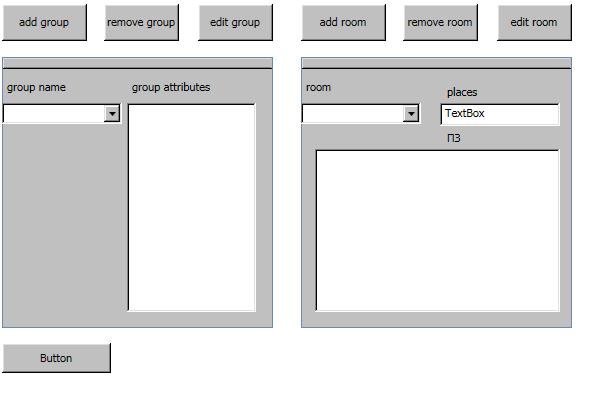 add group
remove group
edit group
add room
remove room
edit room
group name
group attributes
room
places
TextBox
ПЗ
Button